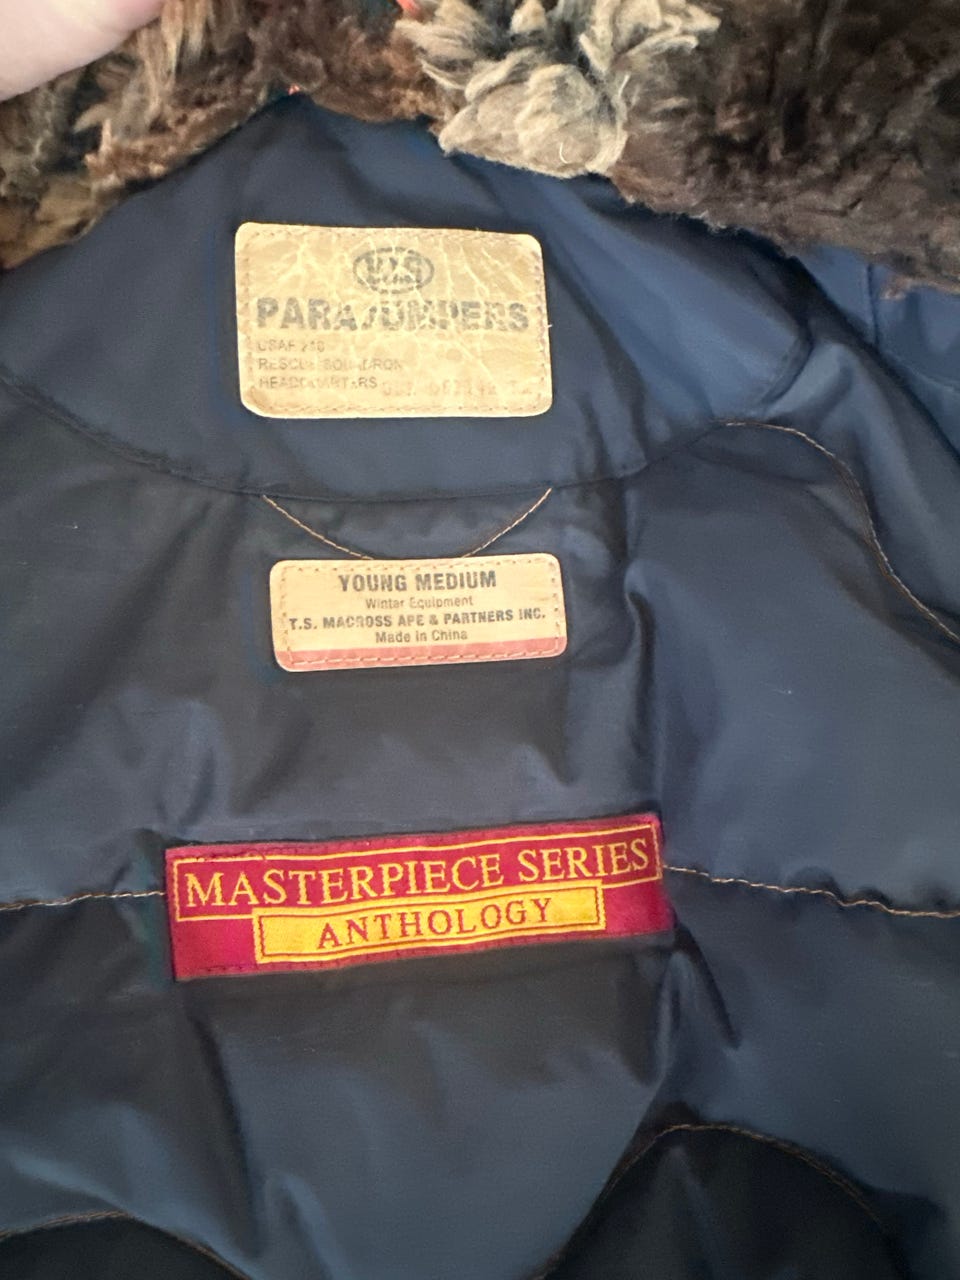 PARAJUMPERS
USAF 210
RESCUE SQUADRON
HEADQUARTERS
YOUNG MEDIUM
Winter Equipment
T.S. MACROSS APE & PARTNERS INC.
Made in China
MASTERPIECE SERIES
ANTHOLOGY